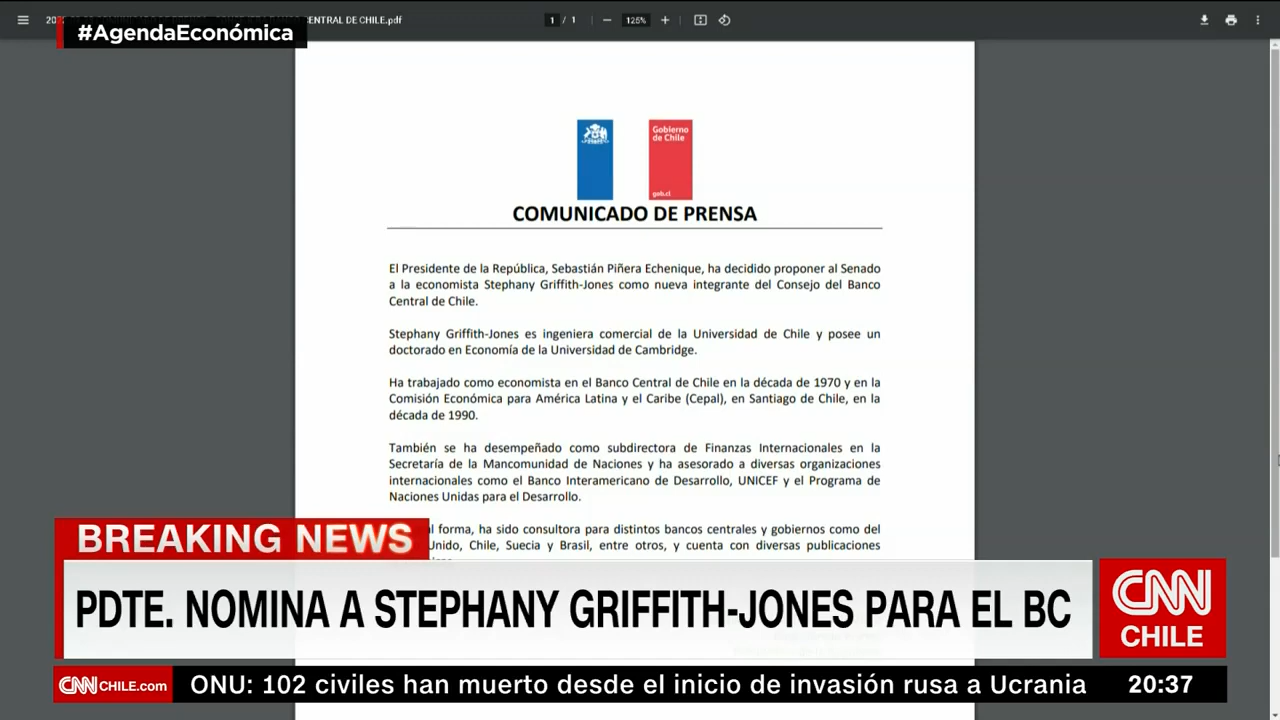 CENTRAL DE CHILE.pdf
1 / 1
125%
#AgendaEconómica
Gobierno
de Chile
gob.cl
COMUNICADO DE PRENSA
El Presidente de la República, Sebastián Piñera Echenique, ha decidido proponer al Senado
a la economista Stephany Griffith-Jones como nueva integrante del Consejo del Banco
Central de Chile.
Stephany Griffith-Jones es ingeniera comercial de la Universidad de Chile y posee un
doctorado en Economía de la Universidad de Cambridge.
Ha trabajado como economista en el Banco Central de Chile en la década de 1970 y en la
Comisión Económica para América Latina y el Caribe (Cepal), en Santiago de Chile, en la
década de 1990.
También se ha desempeñado como subdirectora de Finanzas Internacionales en la
Secretaría de la Mancomunidad de Naciones y ha asesorado a diversas organizaciones
internacionales como el Banco Interamericano de Desarrollo, UNICEF y el Programa de
Naciones Unidas para el Desarrollo.
forma, ha sido consultora para distintos bancos centrales y gobiernos como del
Unido, Chile, Suecia y Brasil, entre otros, y cuenta con diversas publicaciones
BREAKING NEWS
PDTE. NOMINA A STEPHANY GRIFFITH-JONES PARA EL BC
CNN
CHILE
CNNCHILE.com
ONU: 102 civiles han muerto desde el inicio de invasión rusa a Ucrania
20:37